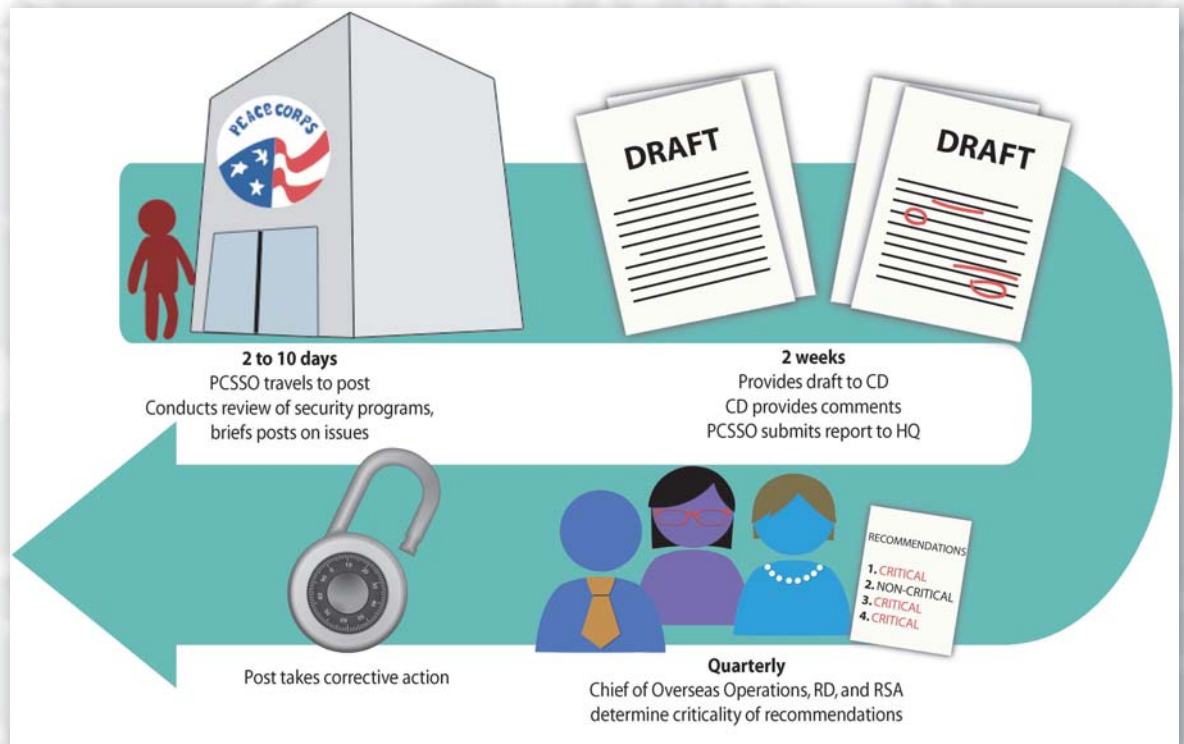 PEACE CORPS
DRAFT
DRAFT
2 to 10 days
PCSSO travels to post
Conducts review of security programs,
briefs posts on issues
2 weeks
Provides draft to CD
CD provides comments
PCSSO submits report to HQ
RECOMMENDATIONS
1. CRITICAL
2. NON-CRITICAL
3. CRITICAL
4. CRITICAL
Post takes corrective action
Quarterly
Chief of Overseas Operations, RD, and RSA
determine criticality of recommendations